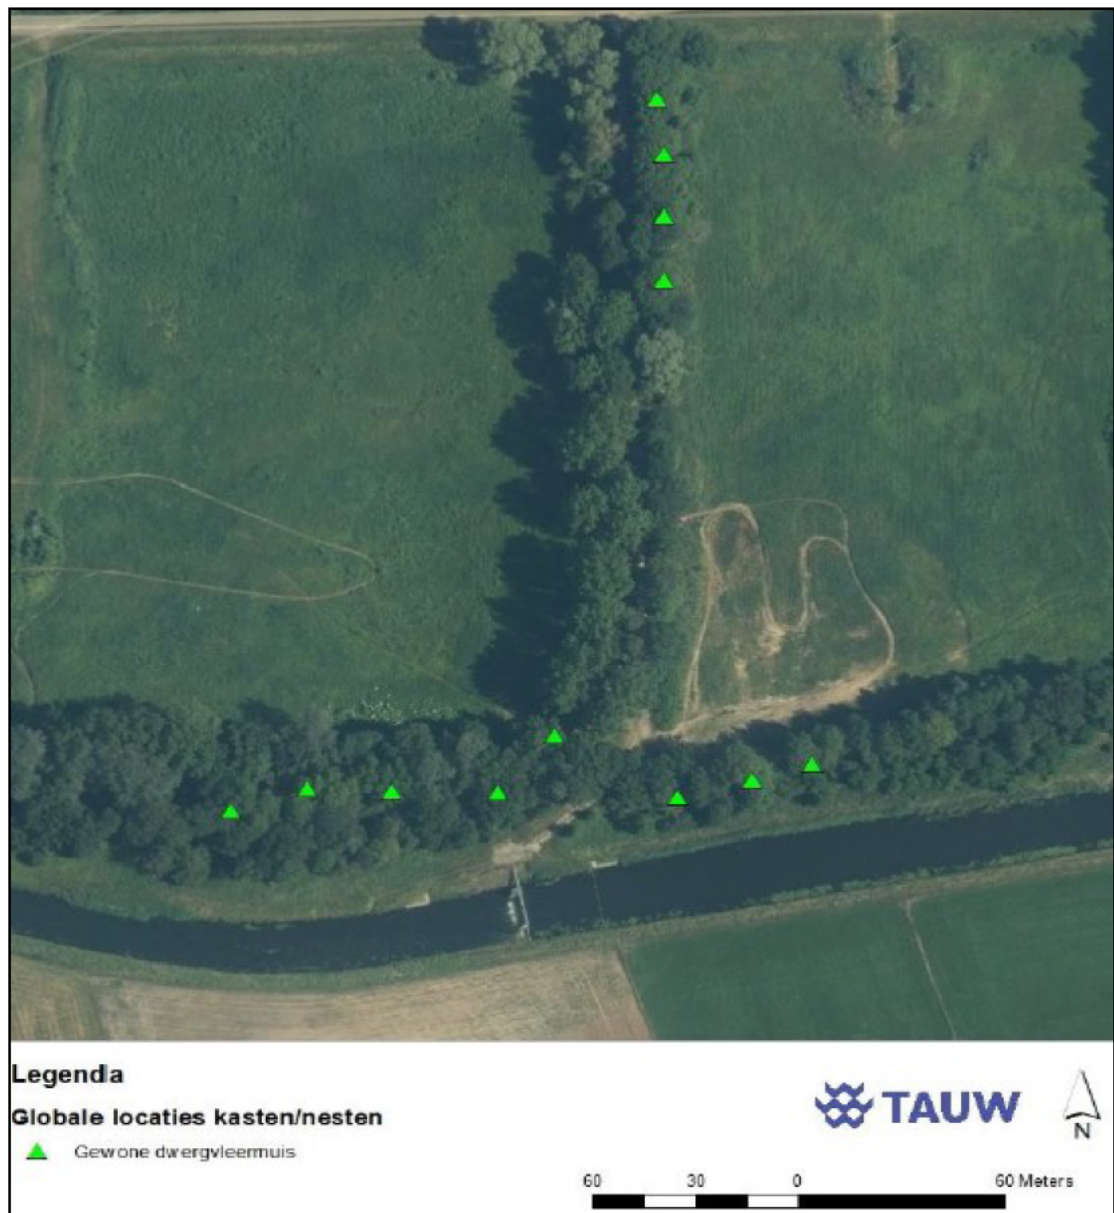 Legenda
Globale locaties kasten/nesten
Gewone dwergvleermuis
TAUW
N
60 30 0 60 Meters